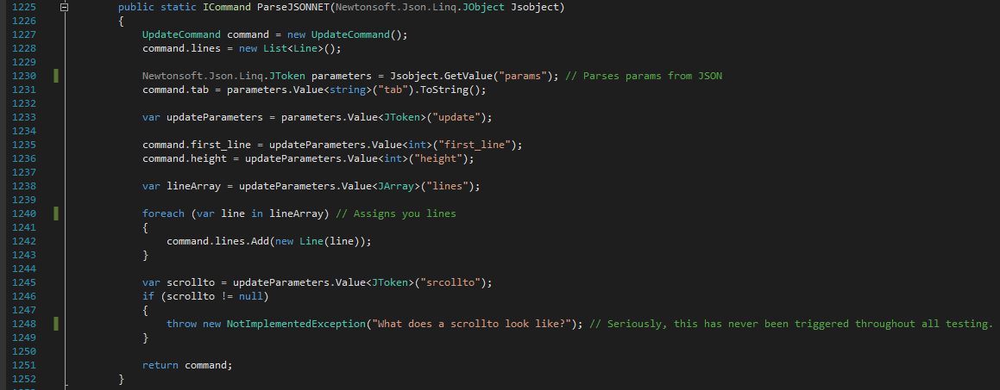 1225 public static ICommand ParseJSONNET(Newtonsoft.Json.Linq.JObject Jsobject)
1226 {
1227 UpdateCommand command = new UpdateCommand();
1228 command.lines = new List<Line>();
1229
1230 Newtonsoft.Json.Linq.JToken parameters = Jsobject.GetValue("params"); // Parses params from JSON
1231 command.tab = parameters.Value<string>("tab").ToString();
1232
1233 var updateParameters = parameters.Value<JToken>("update");
1234
1235 command.first_line = updateParameters.Value<int>("first_line");
1236 command.height = updateParameters.Value<int>("height");
1237
1238 var lineArray = updateParameters.Value<JArray>("lines");
1239
1240 foreach (var line in lineArray) // Assigns you lines
1241 {
1242 command.lines.Add(new Line(line));
1243 }
1244
1245 var scrollto = updateParameters.Value<JToken>("srcollto");
1246 if (scrollto != null)
1247 {
1248 throw new NotImplementedException("What does a scrollto look like?"); // Seriously, this has never been triggered throughout all testing.
1249 }
1250
1251 return command;
1252 }